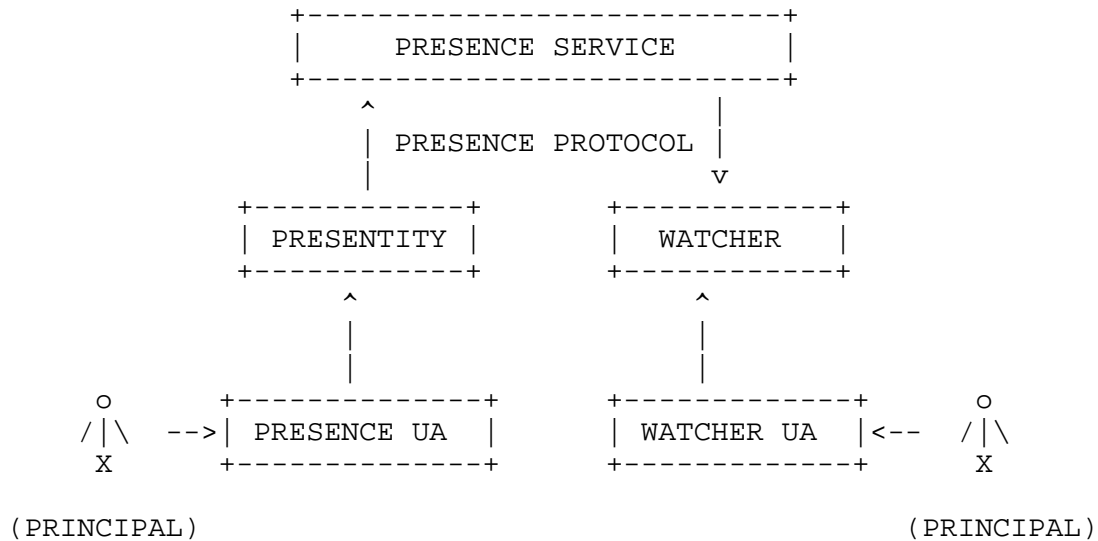 PRESENCE SERVICE
PRESENCE PROTOCOL
PRESENTITY WATCHER
PRESENCE UA WATCHER UA
(PRINCIPAL) (PRINCIPAL)